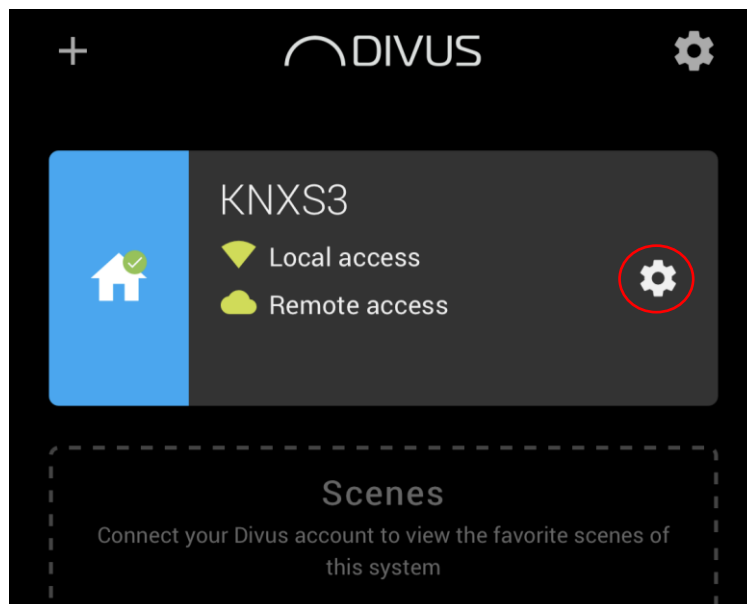 DIVUS
KNXS3
Local access
Remote access
Scenes
Connect your Divus account to view the favorite scenes of
this system